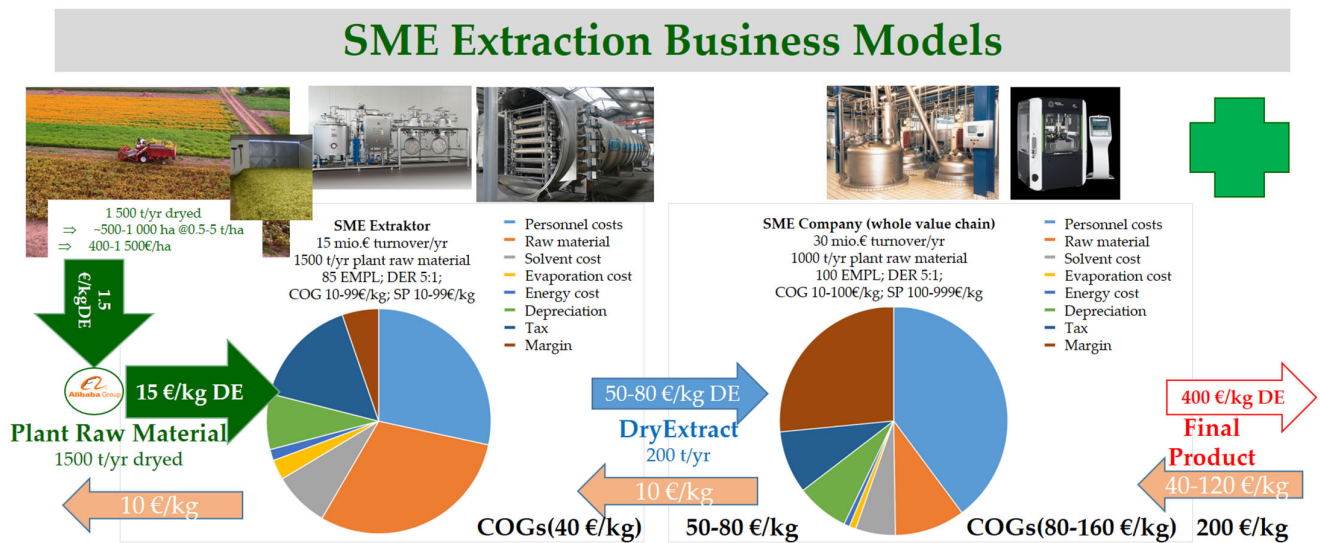 SME Extraction Business Models
1 500 t/yr dryed
⇒ ~500-1 000 ha @0.5-5 t/ha
⇒ 400-1 500€/ha
1.5
€/kgDE
Alibaba Group
15 €/kg DE
Plant Raw Material
1500 t/yr dryed
10 €/kg
SME Extraktor
15 mio.€ turnover/yr
1500 t/yr plant raw material
85 EMPL; DER 5:1;
COG 10-99€/kg; SP 10-99€/kg
Personnel costs
Raw material
Solvent cost
Evaporation cost
Energy cost
Depreciation
Tax
Margin
COGs(40 €/kg)
50-80 €/kg DE
DryExtract
200 t/yr
10 €/kg
50-80 €/kg
SME Company (whole value chain)
30 mio.€ turnover/yr
1000 t/yr plant raw material
100 EMPL; DER 5:1;
COG 10-100€/kg; SP 100-999€/kg
Personnel costs
Raw material
Solvent cost
Evaporation cost
Energy cost
Depreciation
Tax
Margin
COGs(80-160 €/kg)
400 €/kg DE
Final
Product
40-120 €/kg
200 €/kg